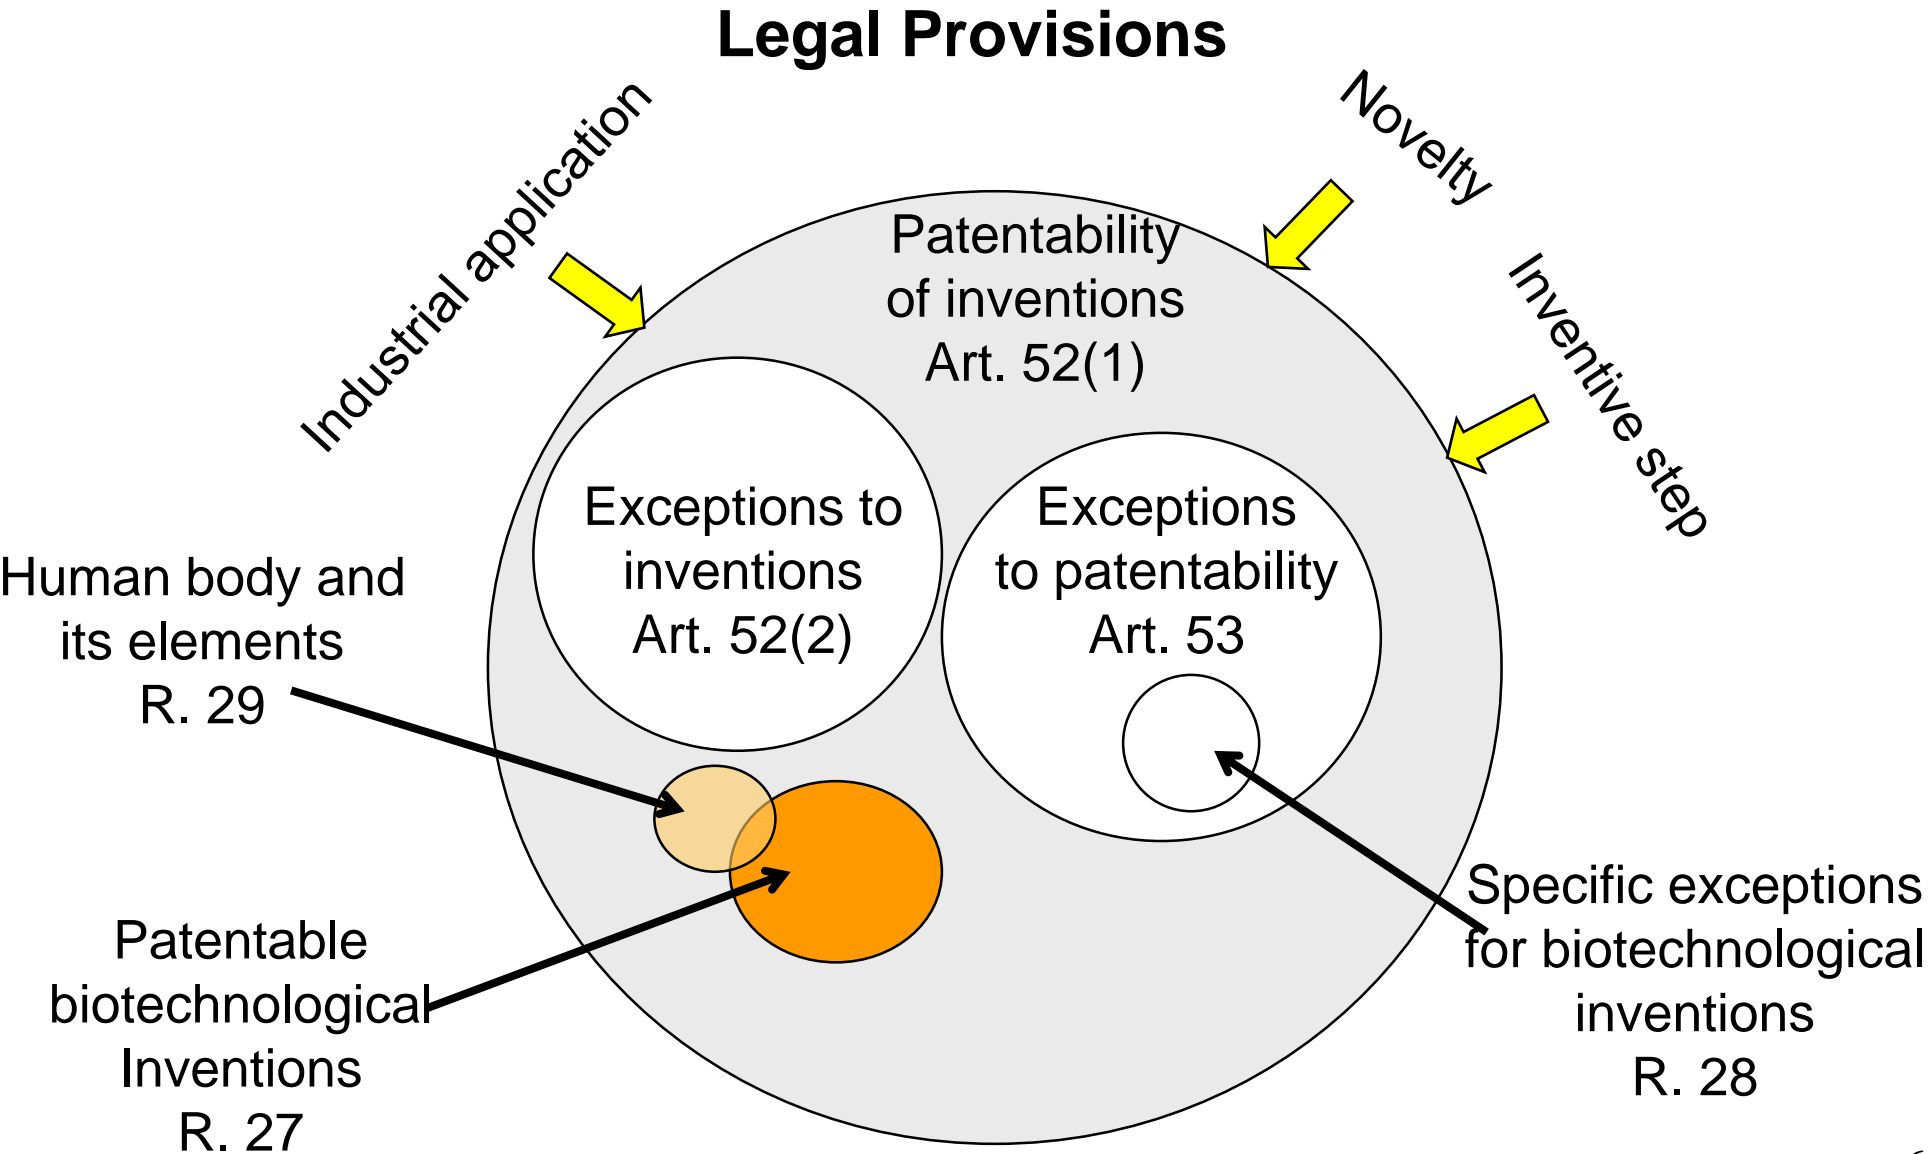 Legal Provisions
Industrial application
Novelty
Inventive step
Patentability
of inventions
Art. 52(1)
Exceptions to
inventions
Art. 52(2)
Exceptions
to patentability
Art. 53
Human body and
its elements
R. 29
Patentable
biotechnological
Inventions
R. 27
Specific exceptions
for biotechnological
inventions
R. 28